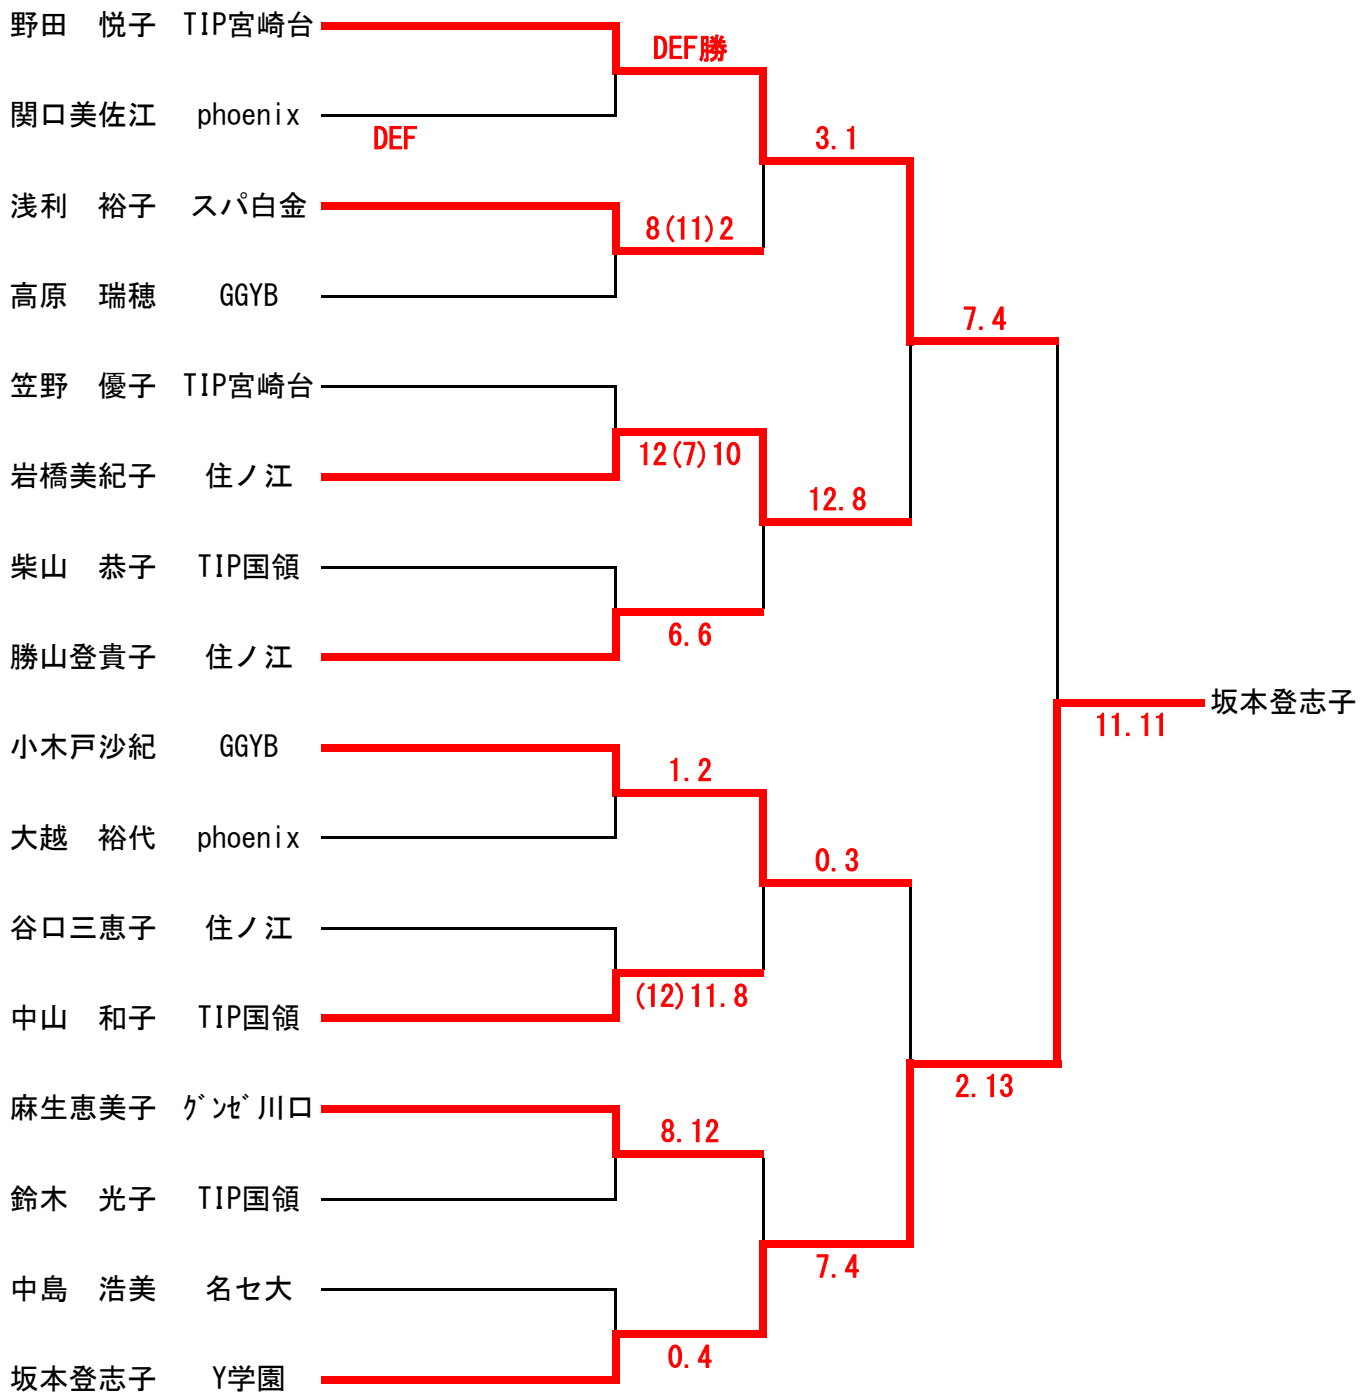 野田　悦子 TIP宮崎台
DEF勝
関口美佐江 phoenix
DEF
3.1
浅利　裕子 スパ白金
8(11)2
高原　瑞穂 GGYB
7.4
笠野　優子 TIP宮崎台
12(7)10
岩橋美紀子 住ノ江
12.8
柴山　恭子 TIP国領
6.6
勝山登貴子 住ノ江
坂本登志子
11.11
小木戸沙紀 GGYB
1.2
大越　裕代 phoenix
0.3
谷口三恵子 住ノ江
(12)11.8
中山　和子 TIP国領
2.13
麻生恵美子 ｸﾞﾝｾﾞ川口
8.12
鈴木　光子 TIP国領
7.4
中島　浩美 名セ大
0.4
坂本登志子 Y学園